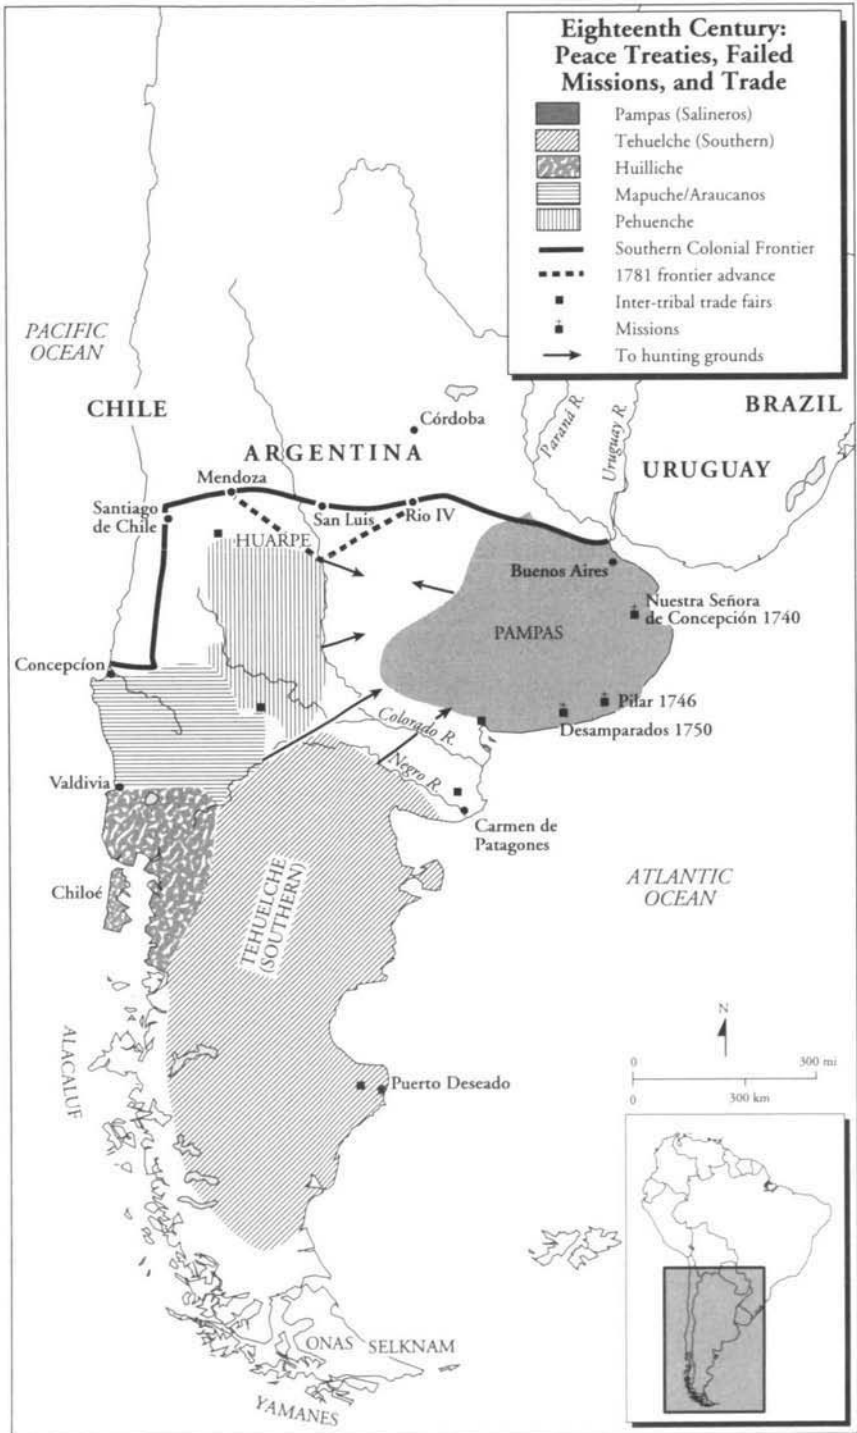 Eighteenth Century:
Peace Treaties, Failed
Missions, and Trade
Pampas (Salineros)
Tehuelche (Southern)
Huilliche
Mapuche/Araucanos
Pehuenche
Southern Colonial Frontier
1781 frontier advance
Inter-tribal trade fairs
Missions
To hunting grounds
PACIFIC
OCEAN
CHILE
Córdoba
ARGENTINA
Paraná R.
Uruguay R.
BRAZIL
URUGUAY
Mendoza
Santiago
de Chile
San Luis
Rio IV
HUARPE
Buenos Aires
Nuestra Señora
de Concepción 1740
PAMPAS
Concepcíon
Pilar 1746
Desamparados 1750
Colorado R.
Negro R.
Valdivia
Carmen de
Patagones
Chiloé
TEHUELCHE
(SOUTHERN)
ATLANTIC
OCEAN
ALACALUF
N
0
300 mi
0
300 km
Puerto Deseado
ONAS
SELKNAM
YAMANES